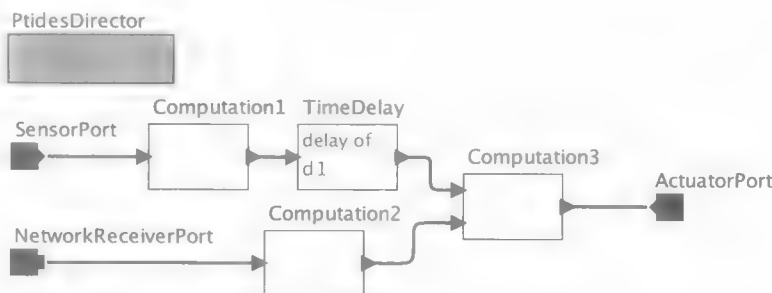 PtidesDirector
Computation1
TimeDelay
SensorPort
delay of
d1
Computation3
ActuatorPort
Computation2
NetworkReceiverPort